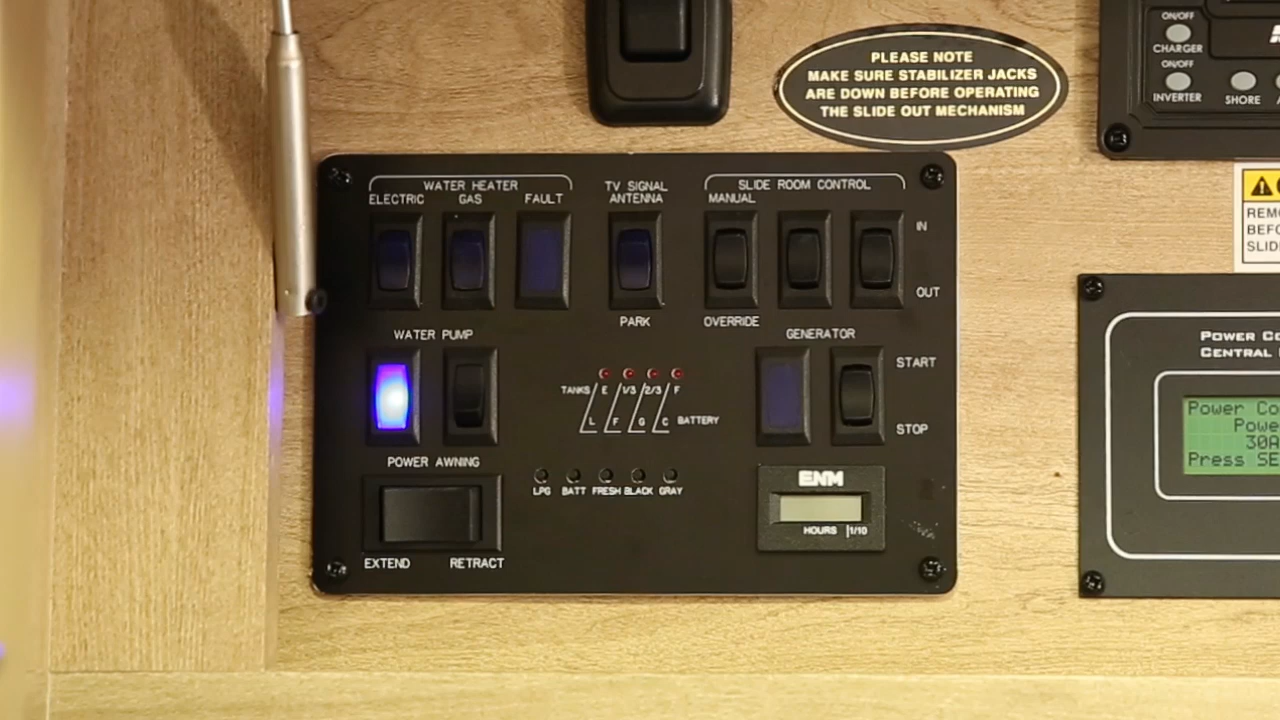 PLEASE NOTE
MAKE SURE STABILIZER JACKS
ARE DOWN BEFORE OPERATING
THE SLIDE OUT MECHANISM
ON/OFF
CHARGER
ON/OFF
INVERTER
SHORE
WATER HEATER
ELECTRIC
GAS
FAULT
TV SIGNAL
ANTENNA
PARK
SLIDE ROOM CONTROL
MANUAL
OVERRIDE
IN
OUT
WATER PUMP
TANKS E 1/3 2/3 F
L F G C BATTERY
GENERATOR
START
STOP
POWER AWNING
EXTEND
RETRACT
LPG BATT FRESH BLACK GRAY
ENM
HOURS 1/10
POWER CO
CENTRAL
Power Co
Powe
30A
Press SE
REMO
BEFO
SLID